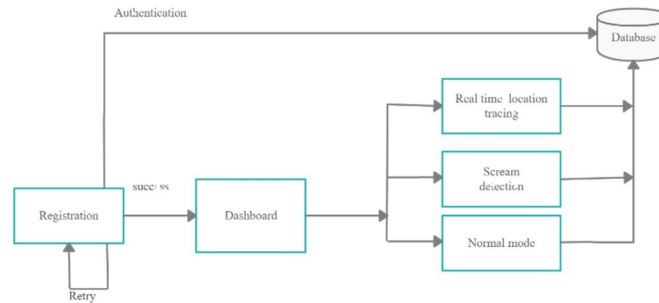 Authentication
Database
Real time location
tracing
Scream
detection
success
Registration
Dashboard
Normal mode
Retry